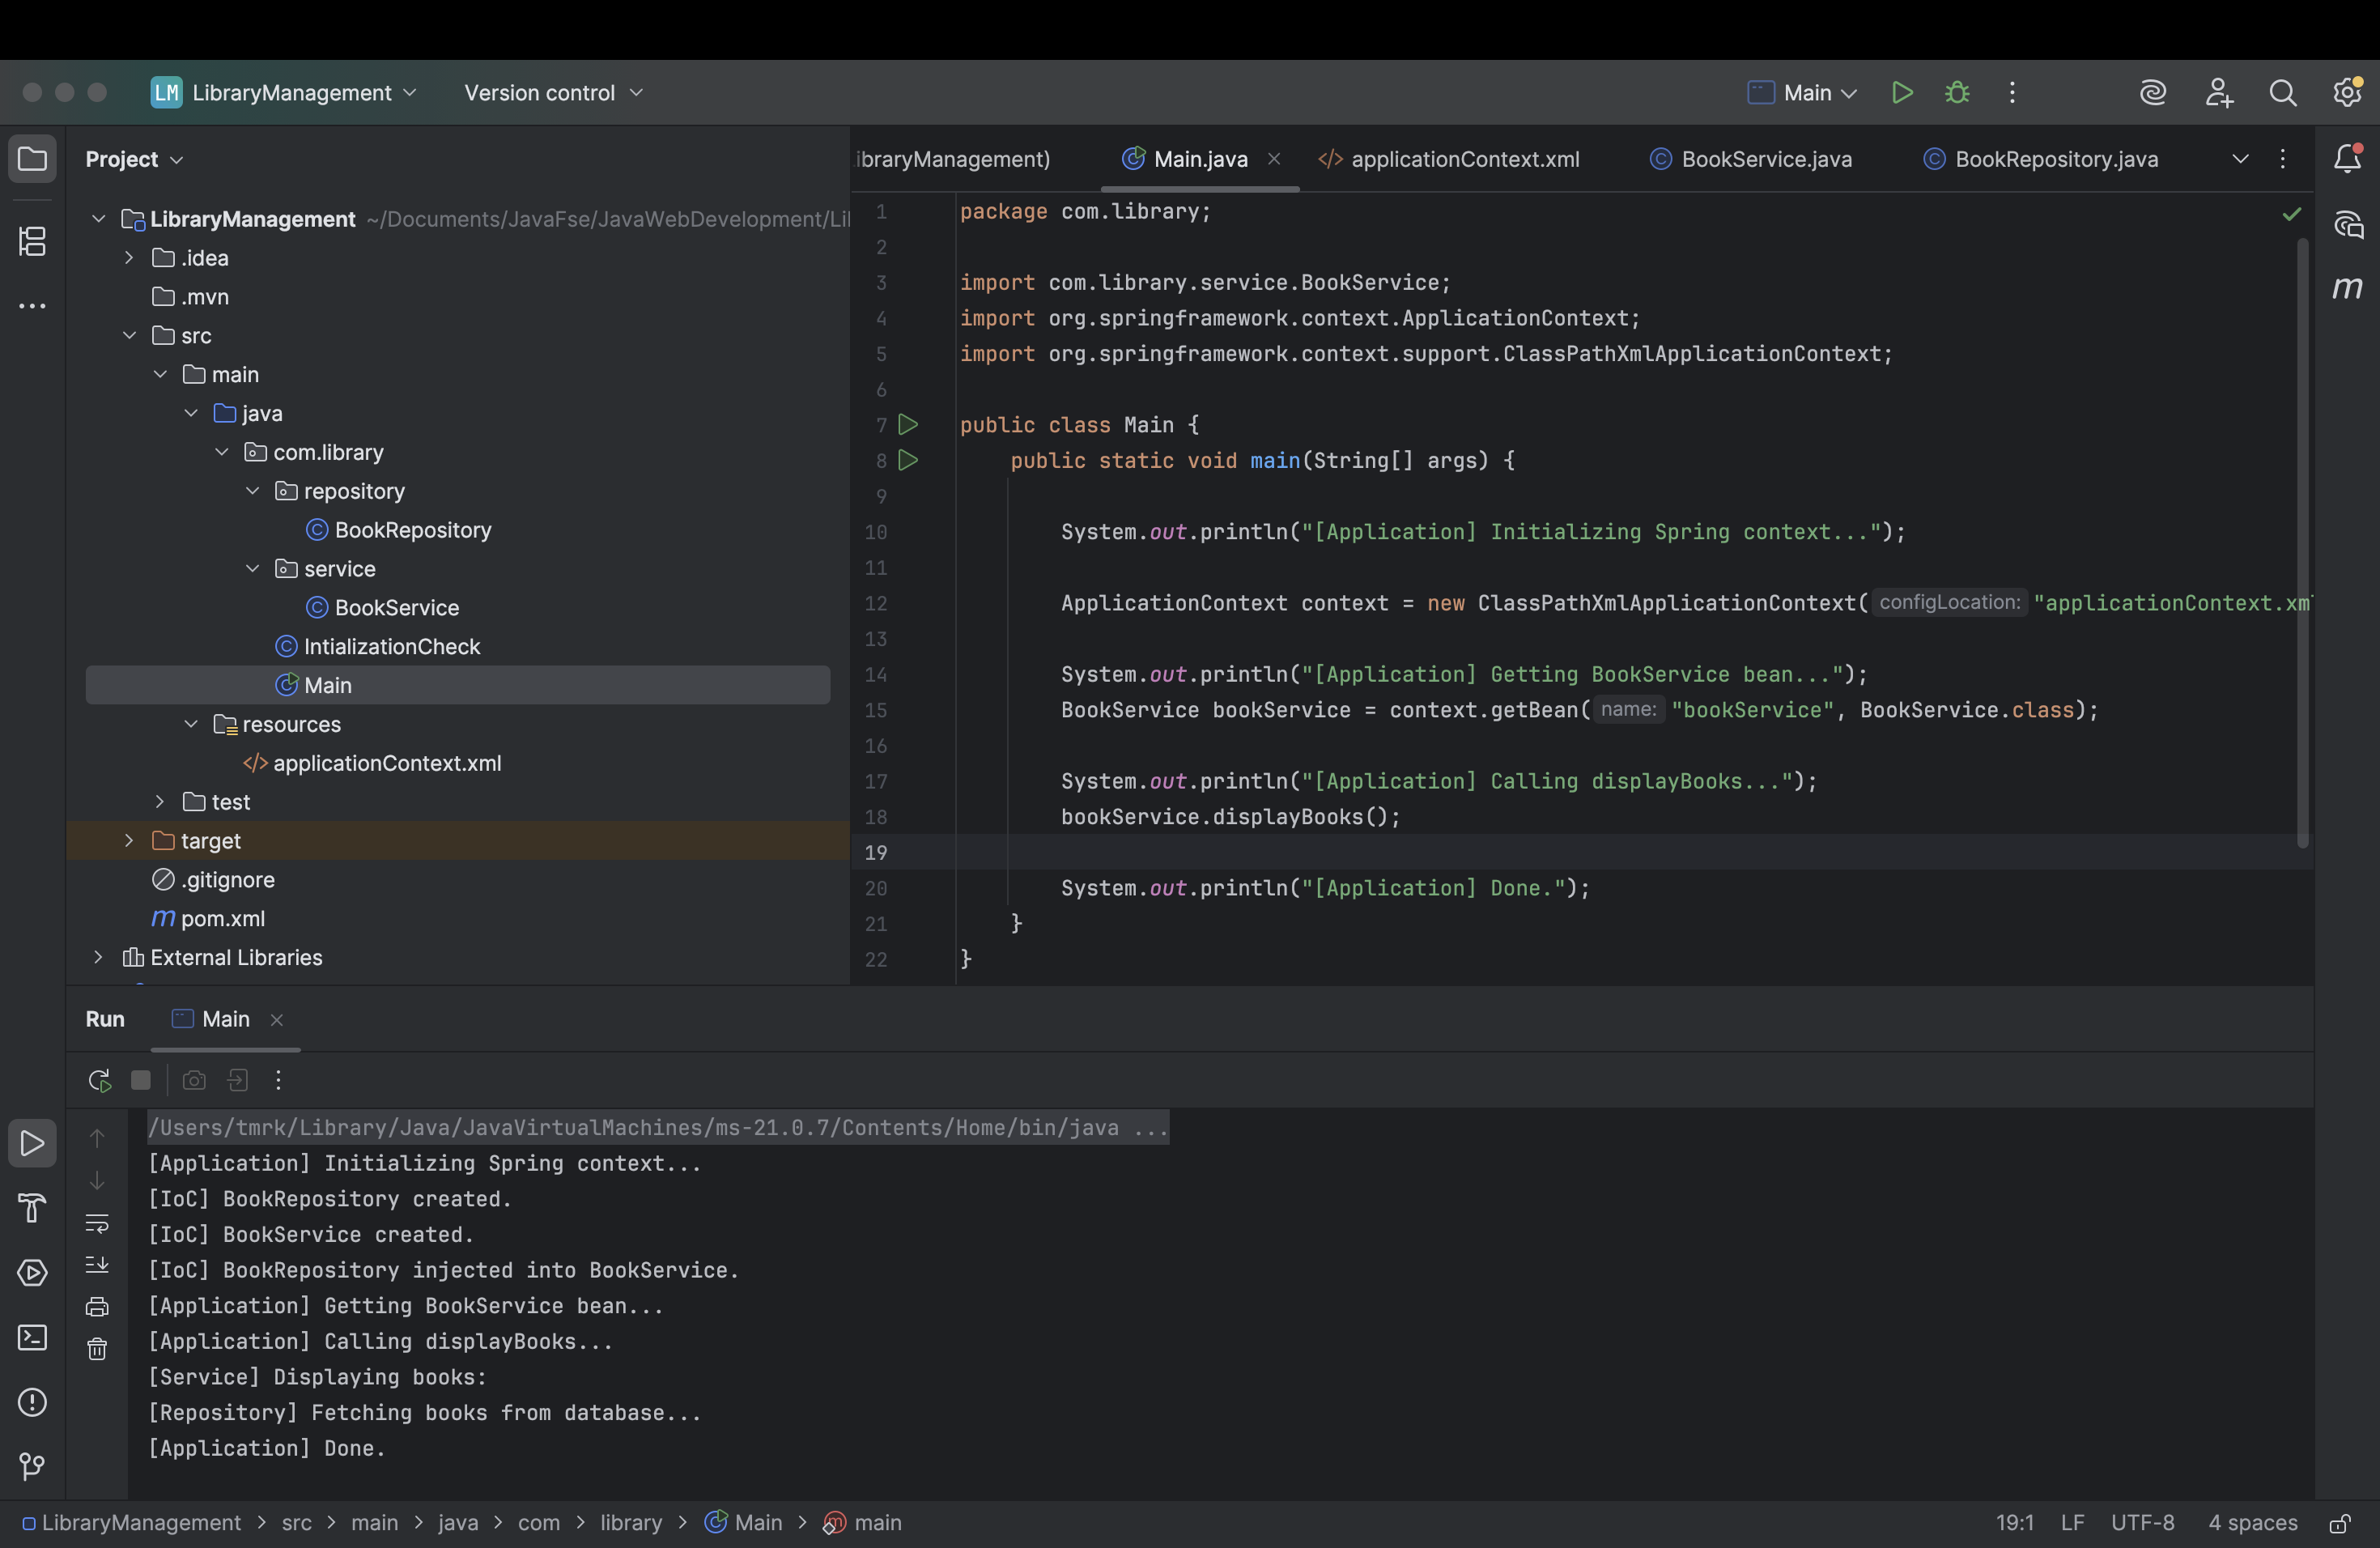 LM LibraryManagement Version control Main
Project
LibraryManagement ~/Documents/JavaFse/JavaWebDevelopment/
.idea
.mvn
src
main
java
com.library
repository
BookRepository
service
BookService
IntializationCheck
Main
resources
applicationContext.xml
test
target
.gitignore
m pom.xml
External Libraries
ibraryManagement) Main.java applicationContext.xml BookService.java BookRepository.java
1 package com.library;
2
3 import com.library.service.BookService;
4 import org.springframework.context.ApplicationContext;
5 import org.springframework.context.support.ClassPathXmlApplicationContext;
6
7 public class Main {
8 public static void main(String[] args) {
9
10 System.out.println("[Application] Initializing Spring context...");
11
12 ApplicationContext context = new ClassPathXmlApplicationContext( configLocation: "applicationContext.xm
13
14 System.out.println("[Application] Getting BookService bean...");
15 BookService bookService = context.getBean( name: "bookService", BookService.class);
16
17 System.out.println("[Application] Calling displayBooks...");
18 bookService.displayBooks();
19
20 System.out.println("[Application] Done.");
21 }
22 }
m
Run Main
/Users/tmrk/Library/Java/JavaVirtualMachines/ms-21.0.7/Contents/Home/bin/java ...
[Application] Initializing Spring context...
[IoC] BookRepository created.
[IoC] BookService created.
[IoC] BookRepository injected into BookService.
[Application] Getting BookService bean...
[Application] Calling displayBooks...
[Service] Displaying books:
[Repository] Fetching books from database...
[Application] Done.
LibraryManagement > src > main > java > com > library > Main > main 19:1 LF UTF-8 4 spaces